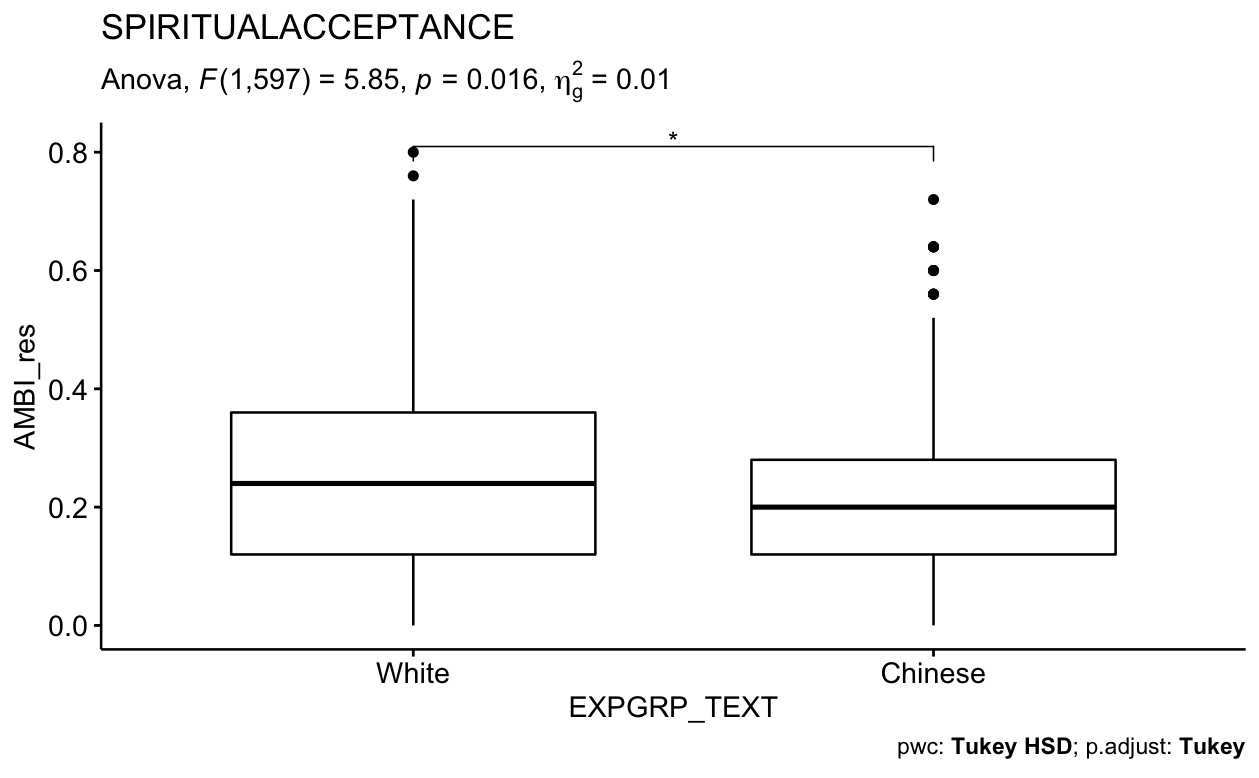 SPIRITUALACCEPTANCE
Anova, F(1,597) = 5.85, p = 0.016, η²g = 0.01
*
0.8
0.6
0.4
0.2
0.0
AMBI_res
White Chinese
EXPGRP_TEXT
pwc: Tukey HSD; p.adjust: Tukey